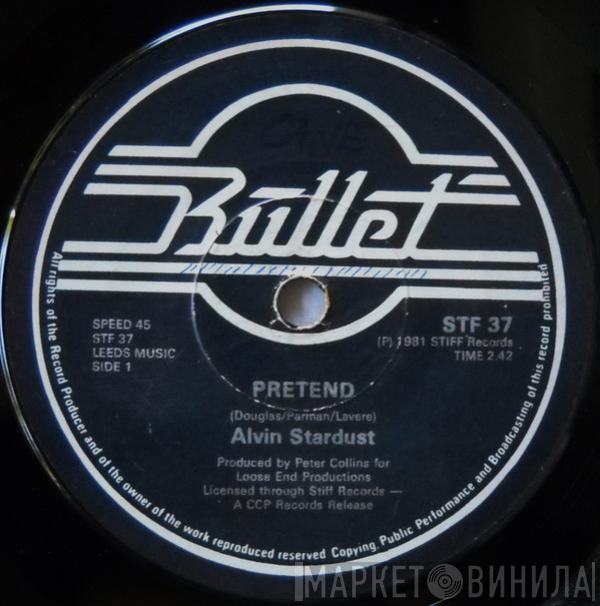 CINE
Bullet
SPEED 45
STF 37
LEEDS MUSIC
SIDE 1
STF 37
(P) 1981 STIFF Records
TIME 2.42
PRETEND
(Douglas/Parman/Lavere)
Alvin Stardust
Produced by Peter Collins for
Loose End Productions
Licensed through Stiff Records —
A CCP Records Release
All rights of the Record Producer and of the owner of the work reproduced reserved. Copying, Public Performance and Broadcasting of this record prohibited
МАРКЕТ ВИНИЛА